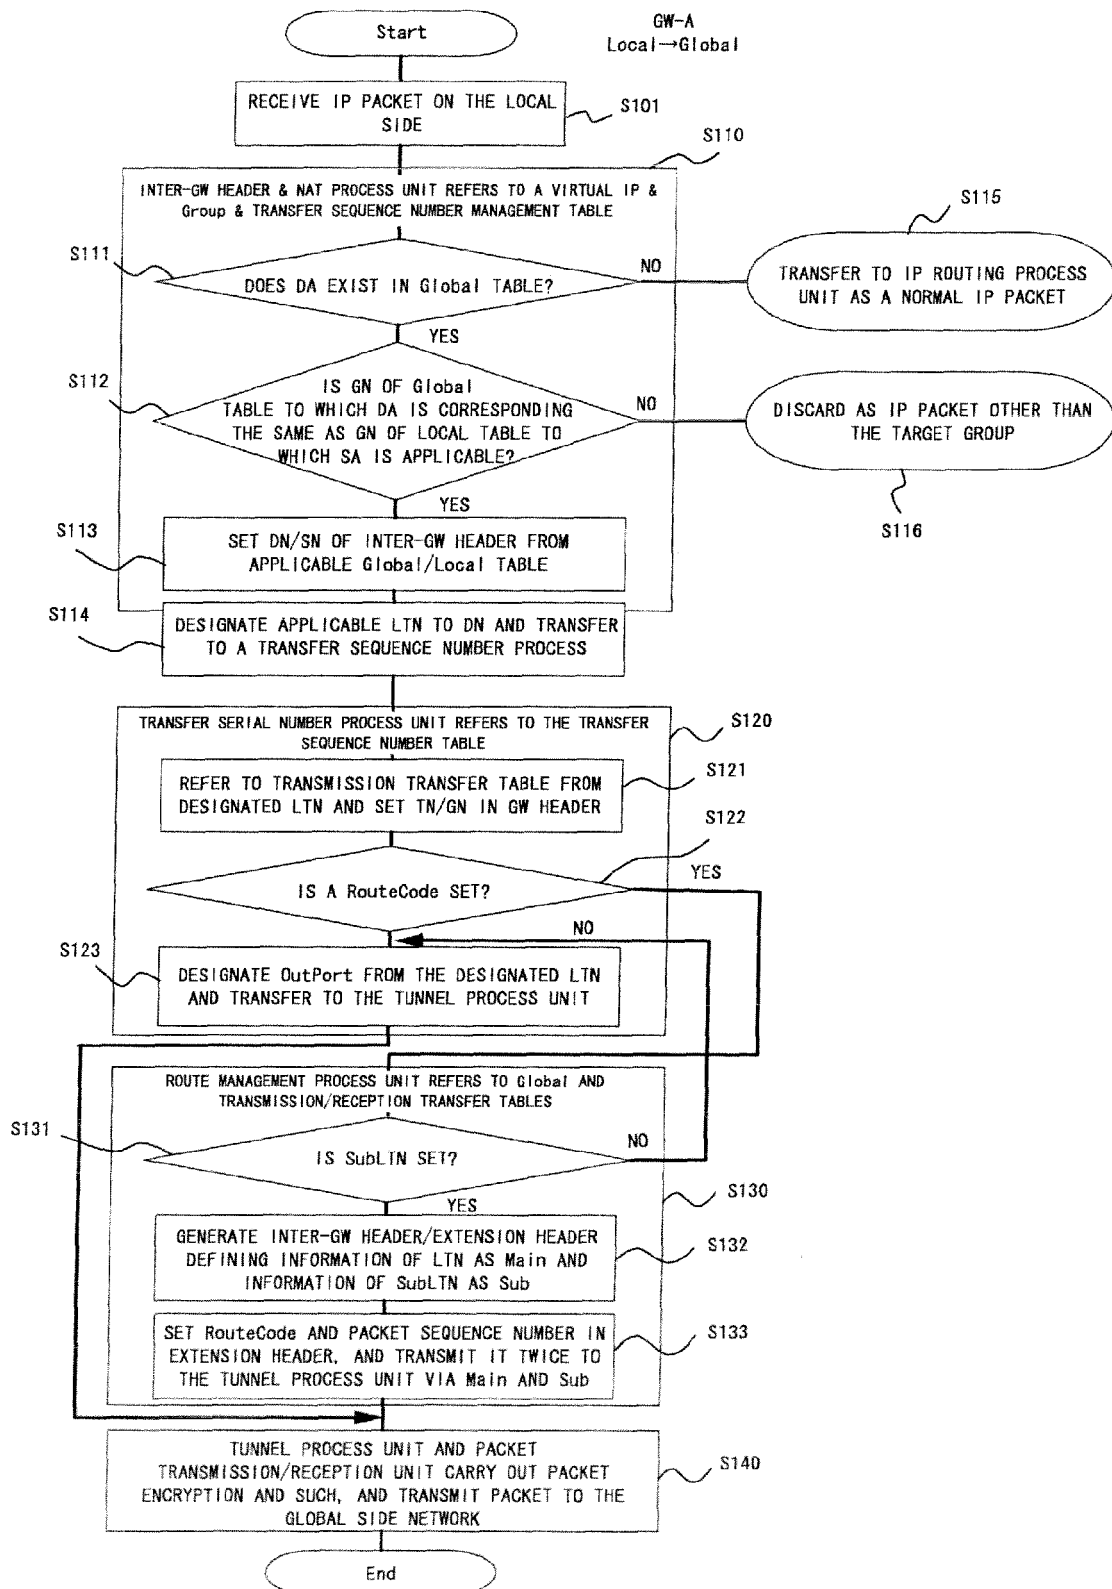 Start
GW-A
Local→Global
RECEIVE IP PACKET ON THE LOCAL
SIDE
S101
S110
INTER-GW HEADER & NAT PROCESS UNIT REFERS TO A VIRTUAL IP &
Group & TRANSFER SEQUENCE NUMBER MANAGEMENT TABLE
S111
DOES DA EXIST IN Global TABLE?
NO
S115
TRANSFER TO IP ROUTING PROCESS
UNIT AS A NORMAL IP PACKET
YES
S112
IS GN OF Global
TABLE TO WHICH DA IS CORRESPONDING
THE SAME AS GN OF LOCAL TABLE TO
WHICH SA IS APPLICABLE?
NO
DISCARD AS IP PACKET OTHER THAN
THE TARGET GROUP
S116
YES
S113
SET DN/SN OF INTER-GW HEADER FROM
APPLICABLE Global/Local TABLE
S114
DESIGNATE APPLICABLE LTN TO DN AND TRANSFER
TO A TRANSFER SEQUENCE NUMBER PROCESS
TRANSFER SERIAL NUMBER PROCESS UNIT REFERS TO THE TRANSFER
SEQUENCE NUMBER TABLE
S120
REFER TO TRANSMISSION TRANSFER TABLE FROM
DESIGNATED LTN AND SET TN/GN IN GW HEADER
S121
S122
IS A RouteCode SET?
YES
NO
S123
DESIGNATE OutPort FROM THE DESIGNATED LTN
AND TRANSFER TO THE TUNNEL PROCESS UNIT
ROUTE MANAGEMENT PROCESS UNIT REFERS TO Global AND
TRANSMISSION/RECEPTION TRANSFER TABLES
S131
IS SubLTN SET?
NO
YES
S130
GENERATE INTER-GW HEADER/EXTENSION HEADER
DEFINING INFORMATION OF LTN AS Main AND
INFORMATION OF SubLTN AS Sub
S132
SET RouteCode AND PACKET SEQUENCE NUMBER IN
EXTENSION HEADER, AND TRANSMIT IT TWICE TO
THE TUNNEL PROCESS UNIT VIA Main AND Sub
S133
TUNNEL PROCESS UNIT AND PACKET
TRANSMISSION/RECEPTION UNIT CARRY OUT PACKET
ENCRYPTION AND SUCH, AND TRANSMIT PACKET TO THE
GLOBAL SIDE NETWORK
S140
End